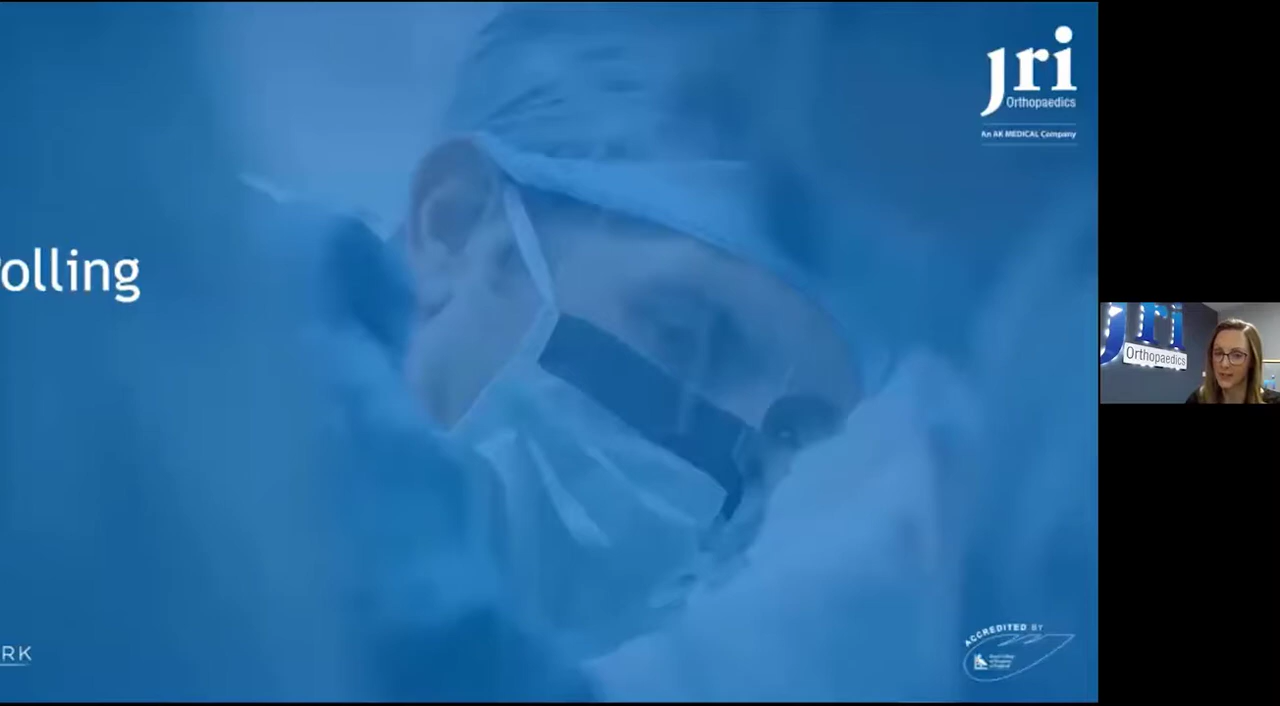 jri
Orthopaedics
An AK MEDICAL Company
olling
RK
ACCREDITED BY
jri
Orthopaedics